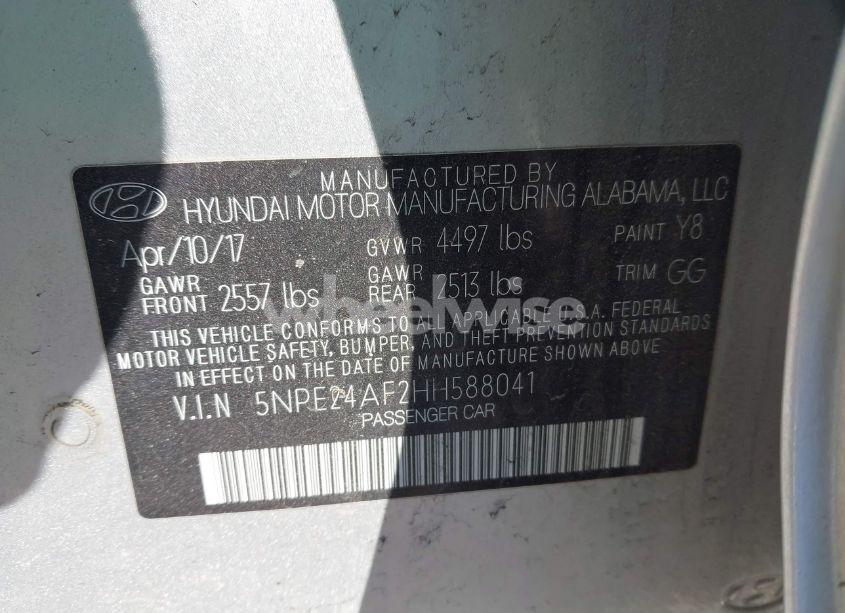 MANUFACTURED BY
HYUNDAI MOTOR MANUFACTURING ALABAMA, LLC
Apr/10/17 GVWR 4497 lbs PAINT Y8
GAWR FRONT 2557 lbs GAWR REAR 2513 lbs TRIM GG
THIS VEHICLE CONFORMS TO ALL APPLICABLE U.S.A. FEDERAL
MOTOR VEHICLE SAFETY, BUMPER, AND THEFT PREVENTION STANDARDS
IN EFFECT ON THE DATE OF MANUFACTURE SHOWN ABOVE
V.I.N 5NPE24AF2HH588041
PASSENGER CAR
wheelwise